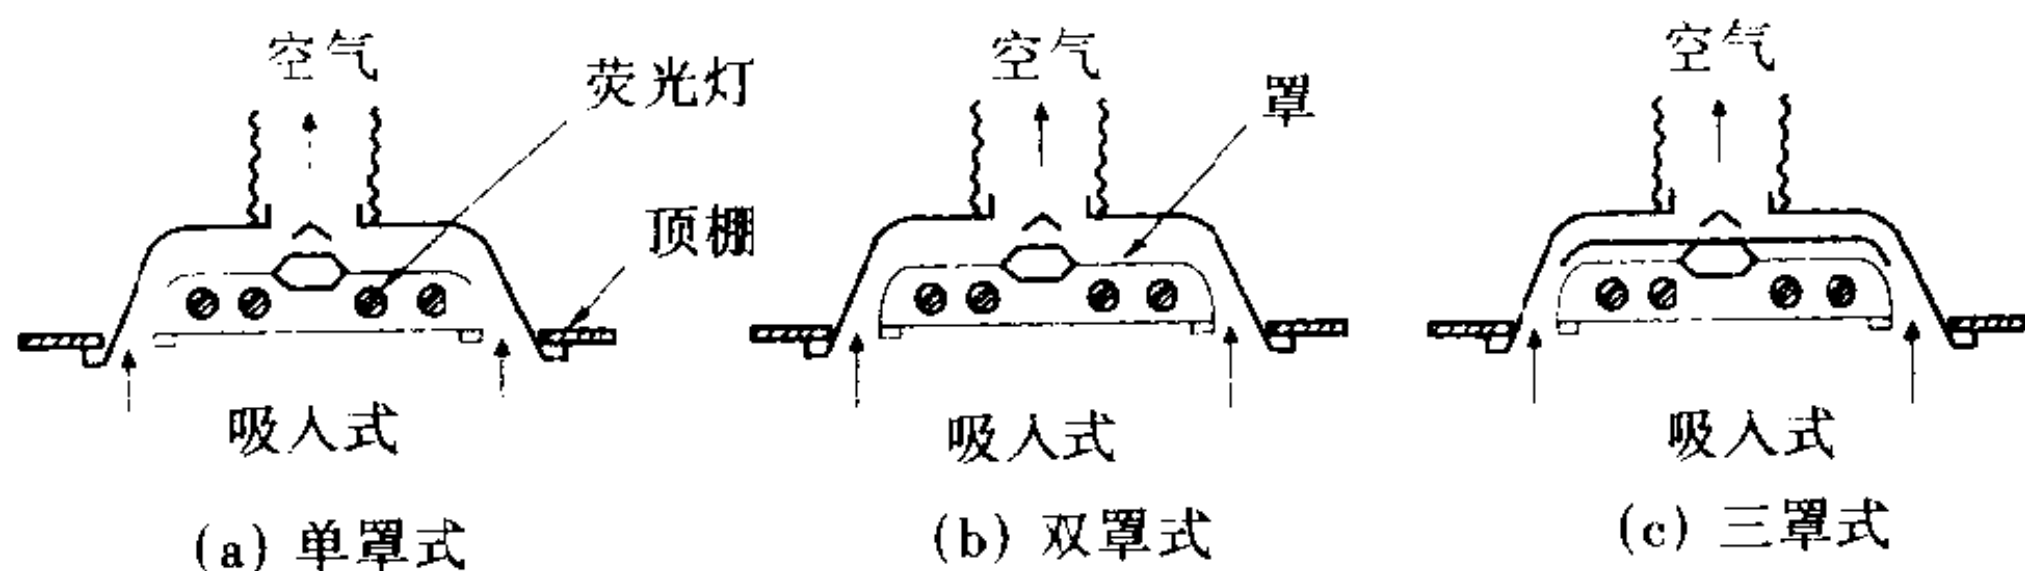 空气
荧光灯
顶棚
吸入式
(a) 单罩式
空气
罩
吸入式
(b) 双罩式
空气
吸入式
(c) 三罩式